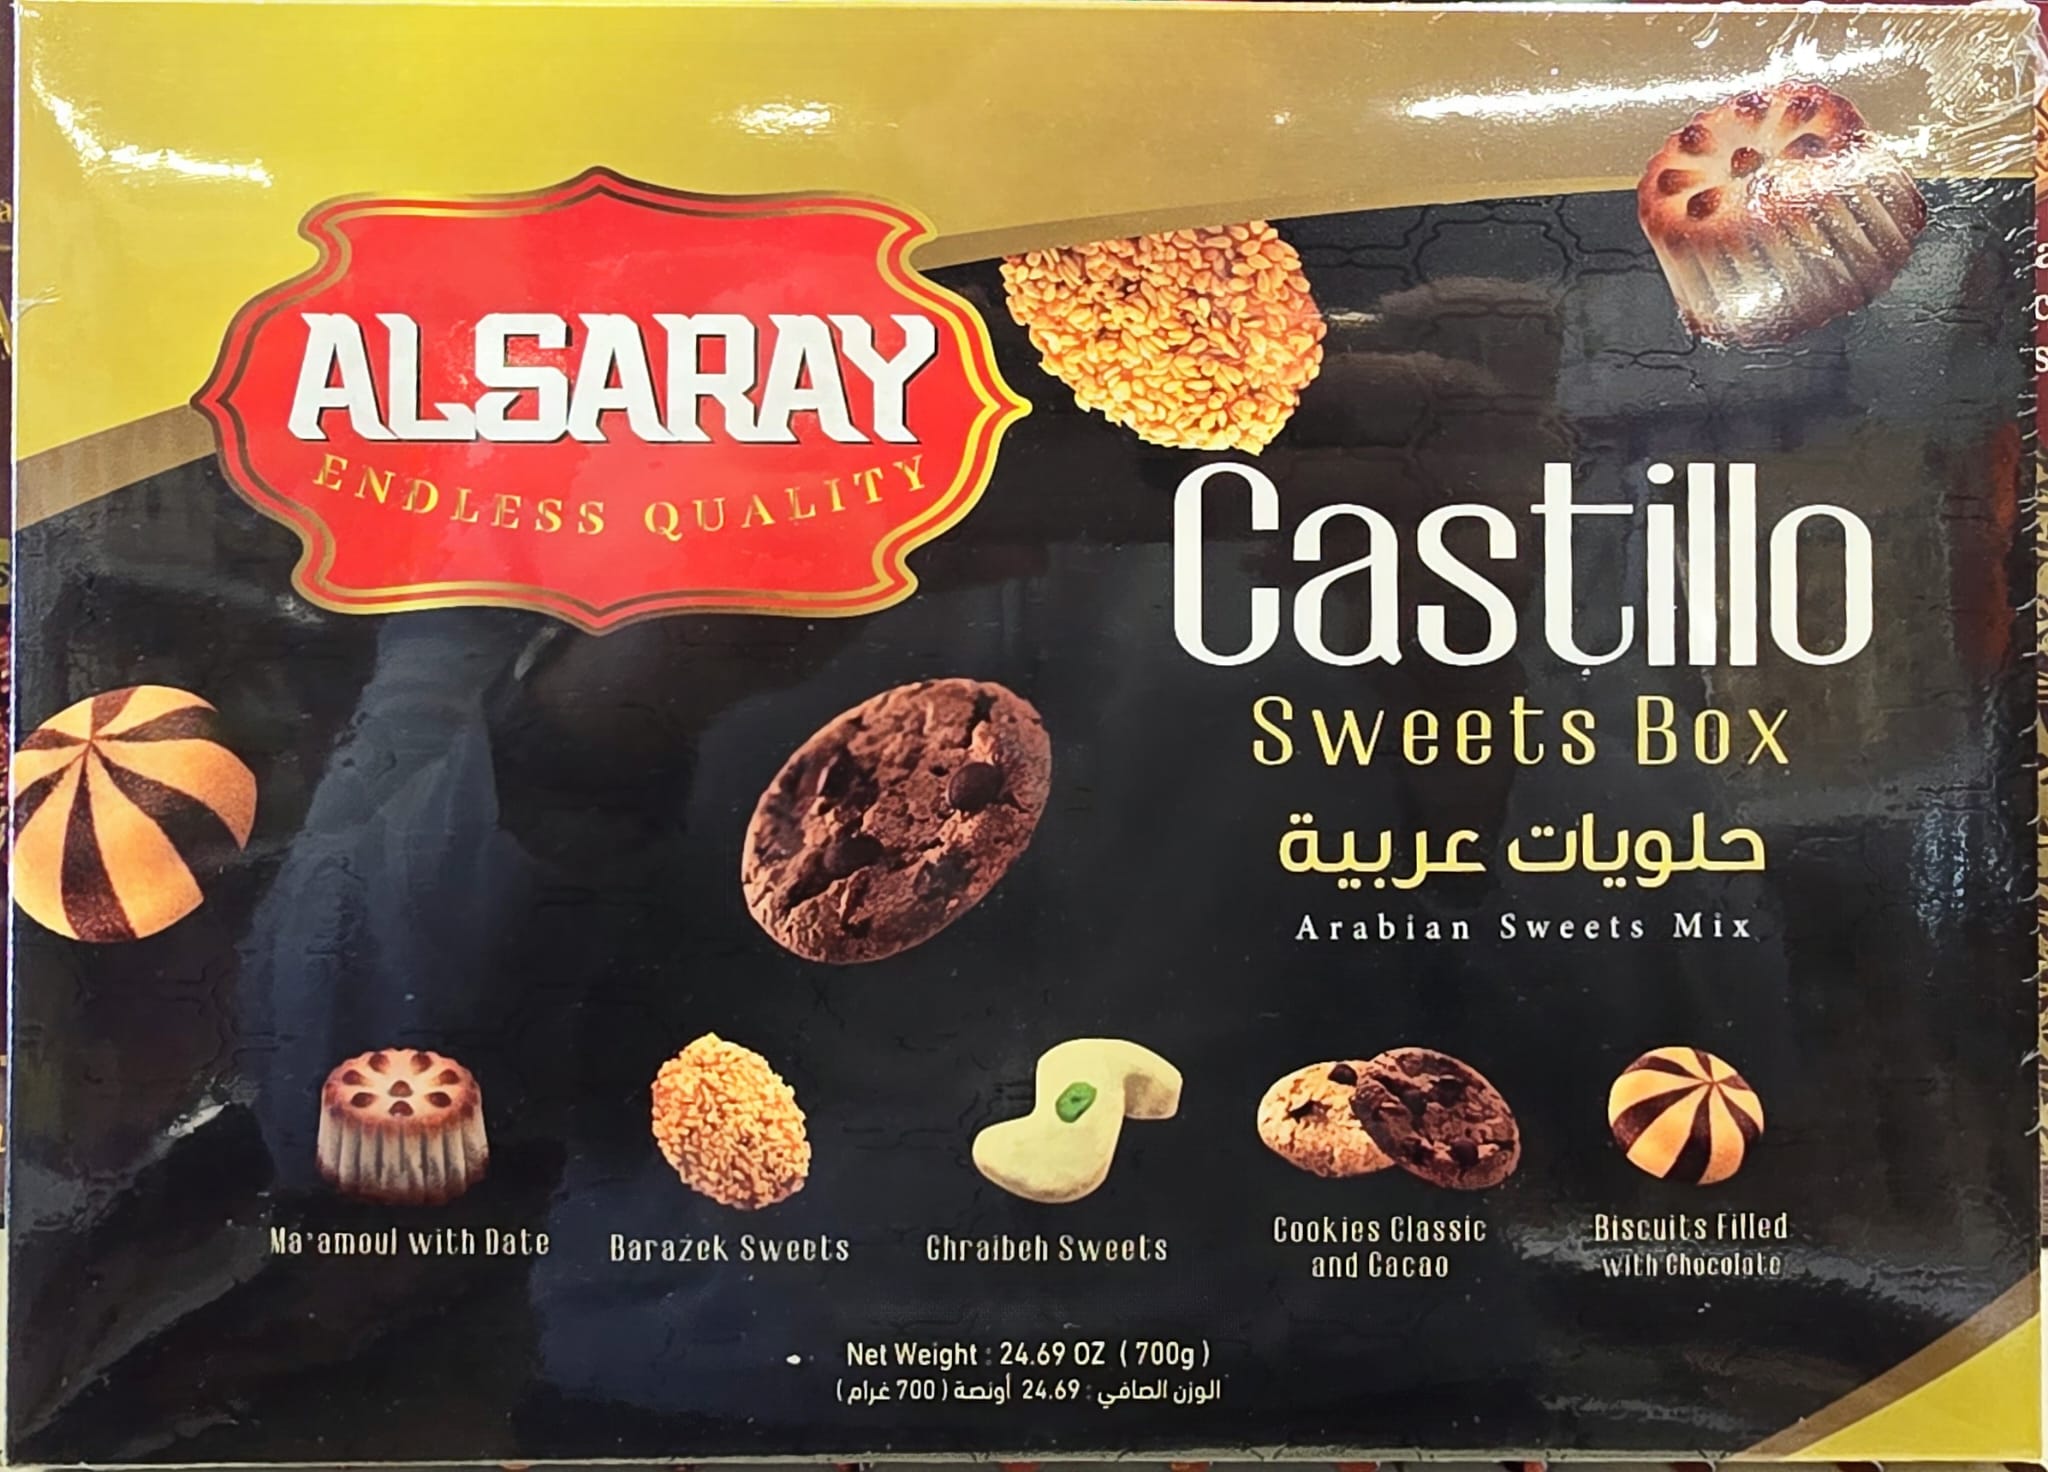 ALSARAY
ENDLESS QUALITY
Castillo
Sweets Box
حلويات عربية
Arabian Sweets Mix
Ma'amoul with Date
Barazek Sweets
Ghraibeh Sweets
Cookies Classic
and Cacao
Biscuits Filled
with Chocolate
Net Weight : 24.69 OZ ( 700g )
الوزن الصافي : 24.69 أونصة ( 700 غرام )